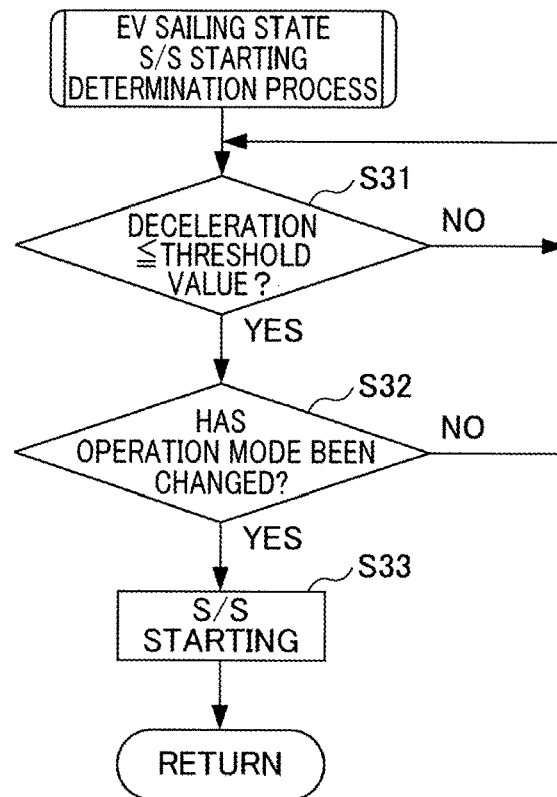 EV SAILING STATE
S/S STARTING
DETERMINATION PROCESS
S31
DECELERATION
≦THRESHOLD
VALUE?
NO
YES
S32
HAS
OPERATION MODE BEEN
CHANGED?
NO
YES
S33
S/S
STARTING
RETURN